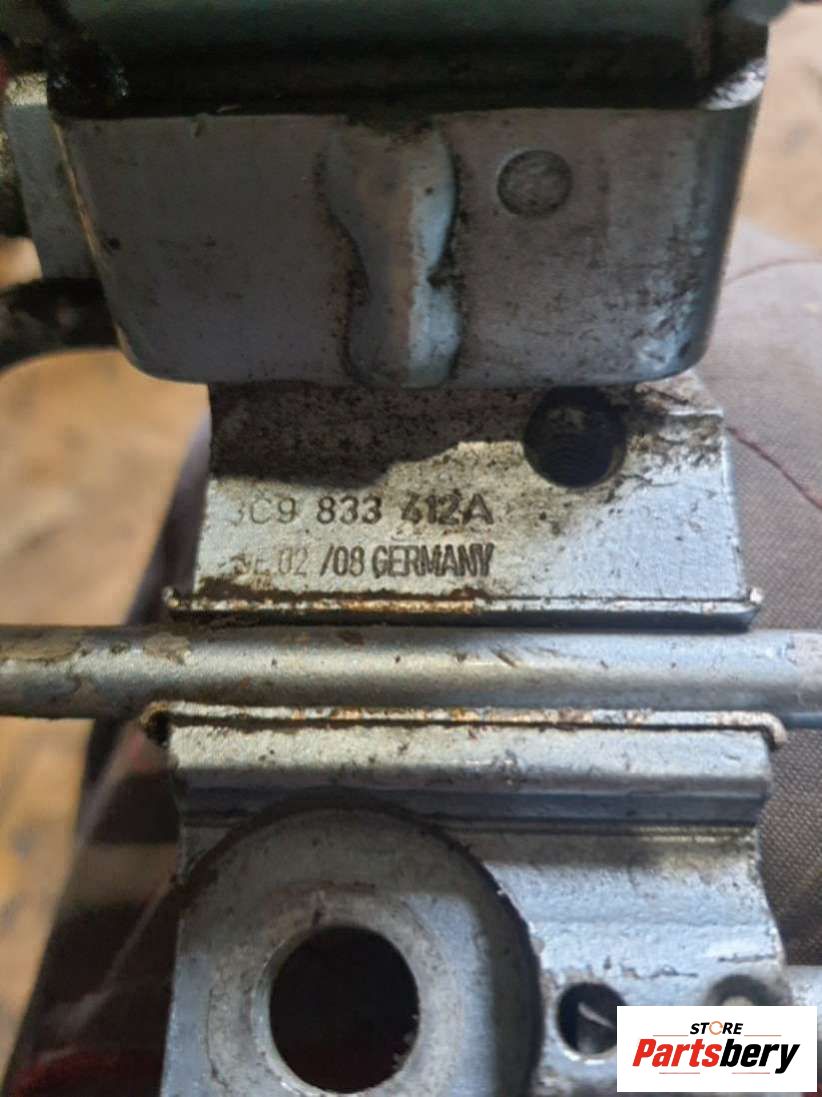 3C9 833 412A
02 /08 GERMANY
STORE
Partsbery